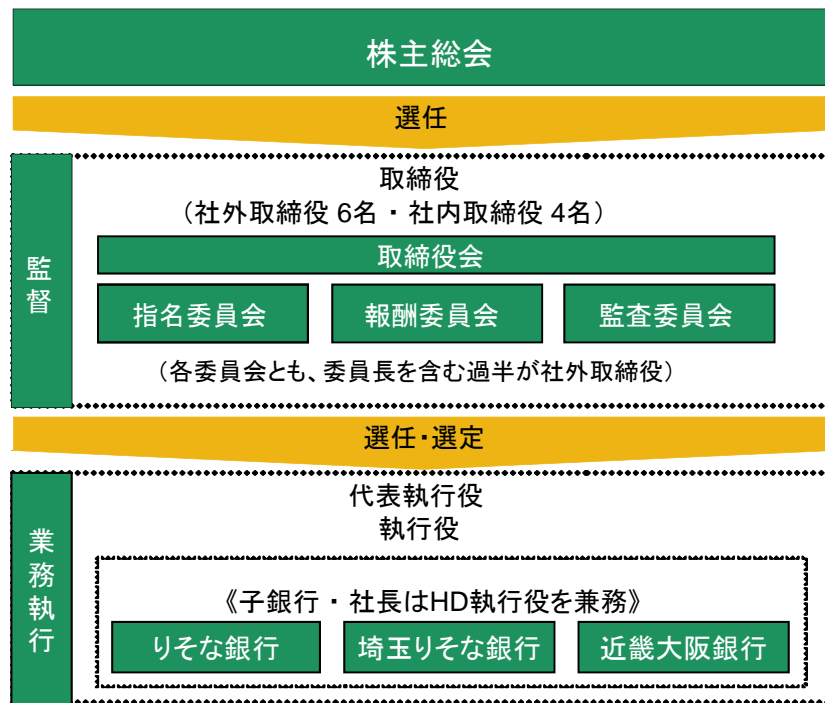 株主総会
選任
監督
取締役
（社外取締役 6名 ・ 社内取締役 4名）
取締役会
指名委員会
報酬委員会
監査委員会
（各委員会とも、委員長を含む過半が社外取締役）
選任・選定
業務執行
代表執行役
執行役
《子銀行 ・ 社長はHD執行役を兼務》
りそな銀行
埼玉りそな銀行
近畿大阪銀行